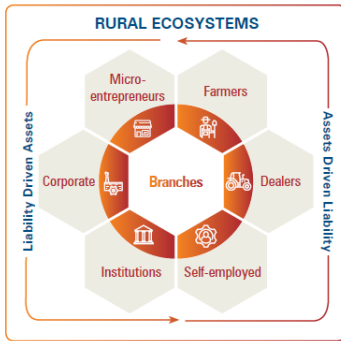 RURAL ECOSYSTEMS
Micro-
entrepreneurs
Farmers
Liability Driven Assets
Corporate
Branches
Dealers
Assets Driven Liability
Institutions
Self-employed